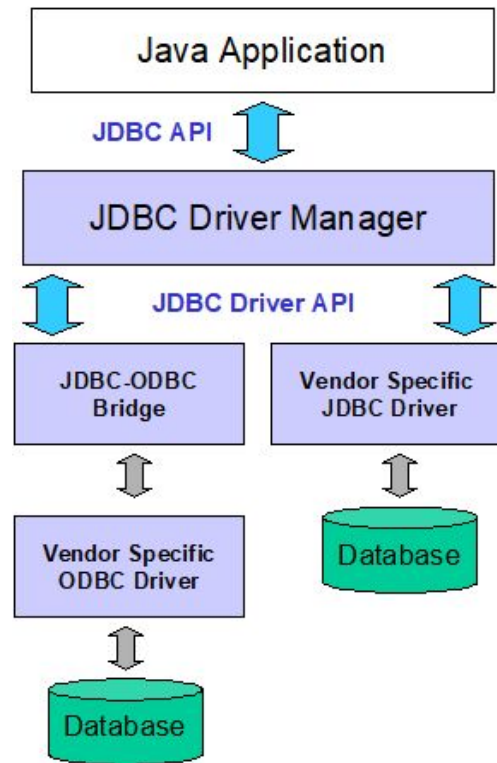 Java Application
JDBC API
JDBC Driver Manager
JDBC Driver API
JDBC-ODBC
Bridge
Vendor Specific
JDBC Driver
Vendor Specific
ODBC Driver
Database
Database